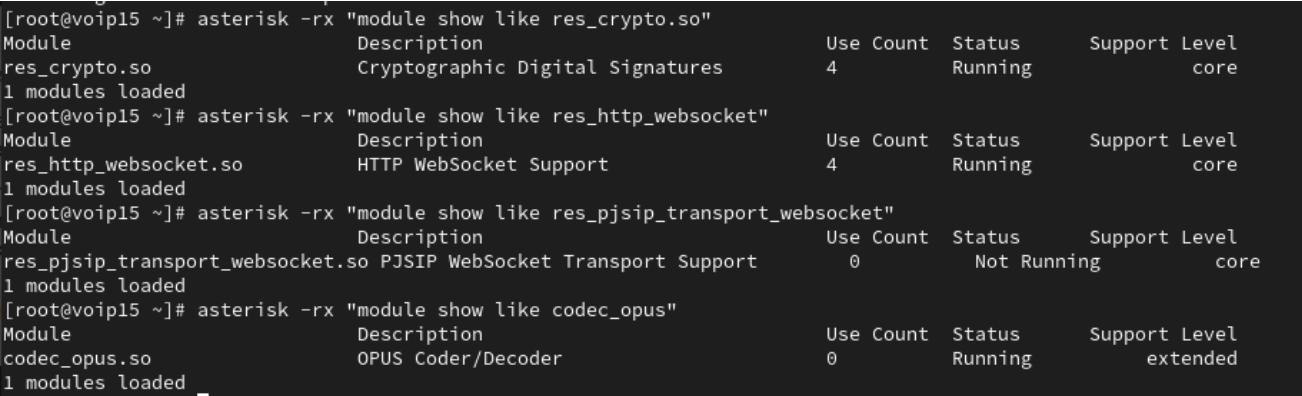 [root@voip15 ~]# asterisk -rx "module show like res_crypto.so"
Module                         Description                              Use Count  Status      Support Level
res_crypto.so                  Cryptographic Digital Signatures         4          Running              core
1 modules loaded
[root@voip15 ~]# asterisk -rx "module show like res_http_websocket"
Module                         Description                              Use Count  Status      Support Level
res_http_websocket.so          HTTP WebSocket Support                   4          Running              core
1 modules loaded
[root@voip15 ~]# asterisk -rx "module show like res_pjsip_transport_websocket"
Module                         Description                              Use Count  Status      Support Level
res_pjsip_transport_websocket.so PJSIP WebSocket Transport Support        0          Not Running          core
1 modules loaded
[root@voip15 ~]# asterisk -rx "module show like codec_opus"
Module                         Description                              Use Count  Status      Support Level
codec_opus.so                  OPUS Coder/Decoder                       0          Running          extended
1 modules loaded